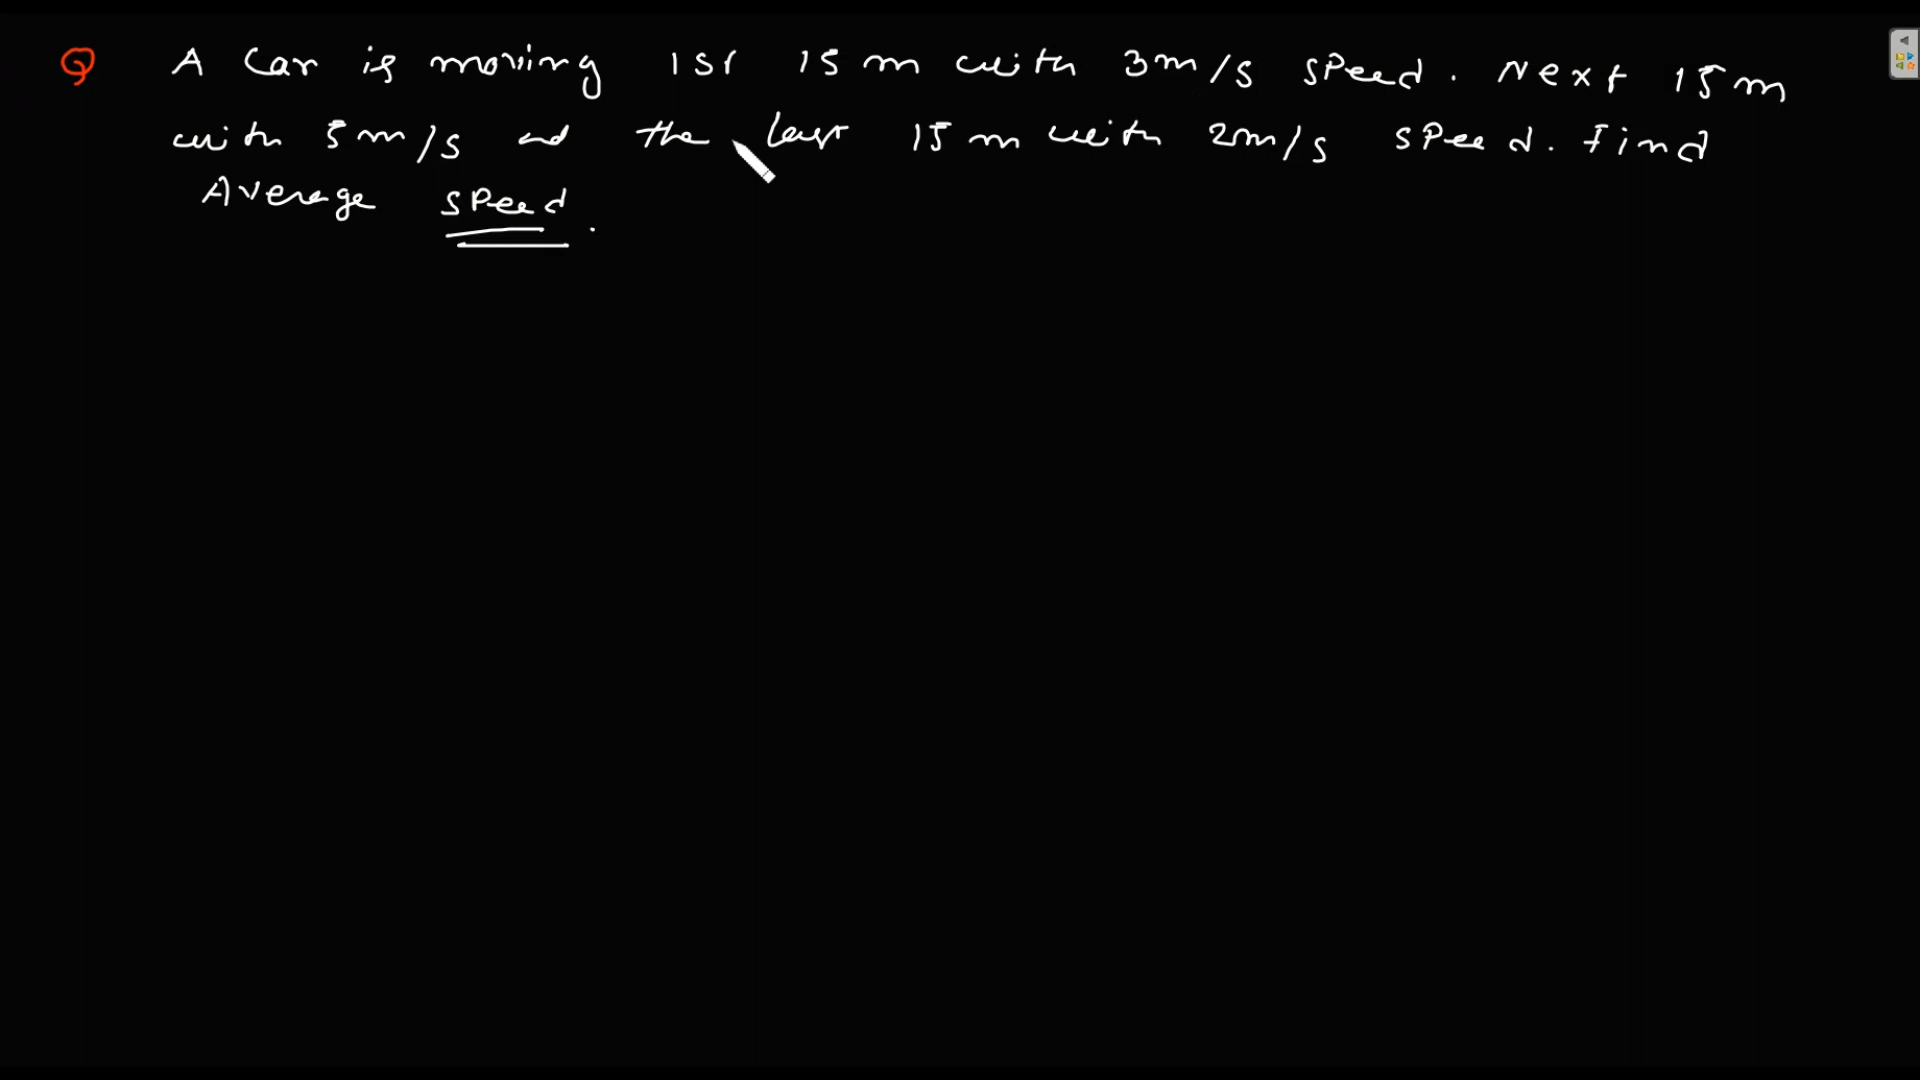 Q A Car is moving 1st 15 m with 3m/s speed. Next 15m
with 5m/s and the last 15 m with 2m/s speed. Find
Average speed.